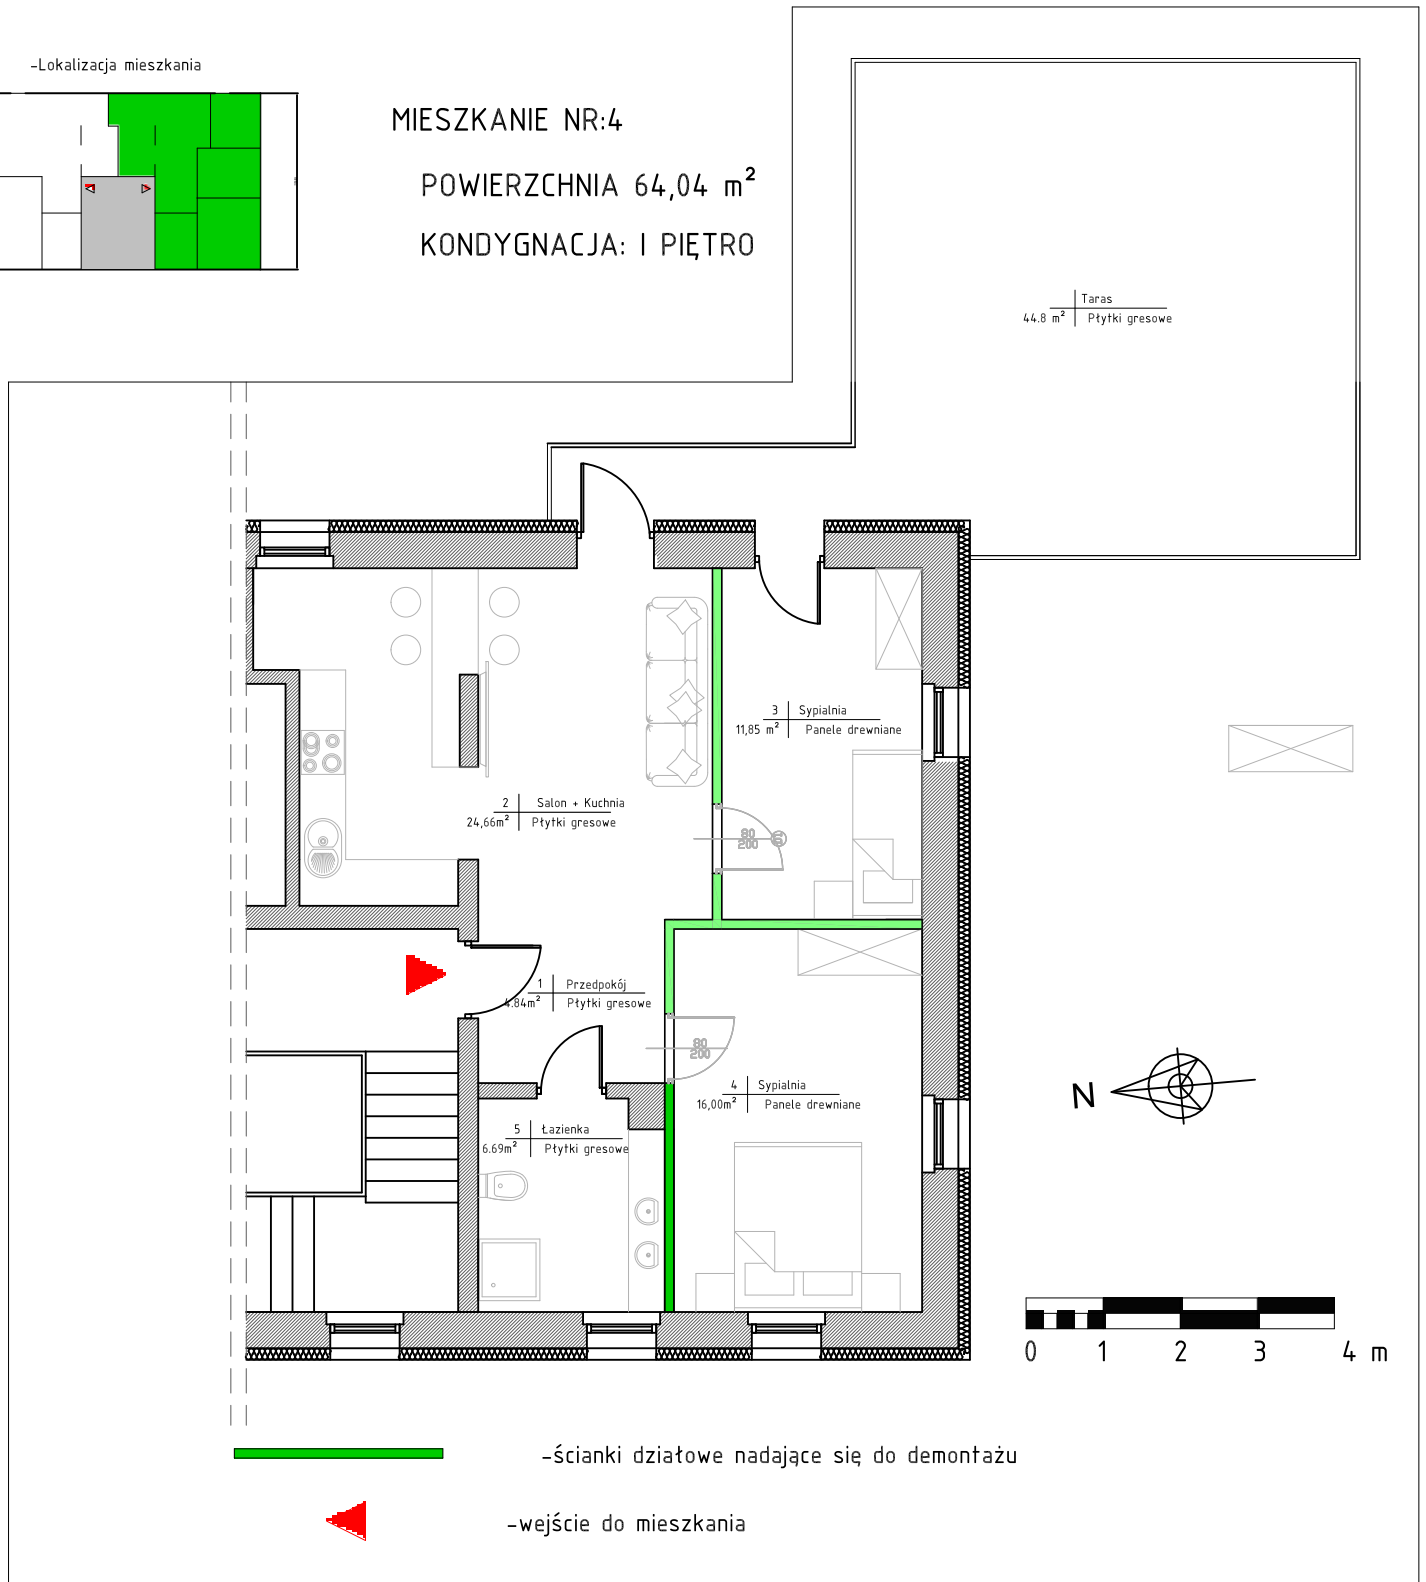 -Lokalizacja mieszkania
MIESZKANIE NR:4
POWIERZCHNIA 64,04 m²
KONDYGNACJA: I PIĘTRO
Taras
44.8 m² Płytki gresowe
3 Sypialnia
11,85 m² Panele drewniane
2 Salon + Kuchnia
24,66m² Płytki gresowe
80
200
1 Przedpokój
4.84m² Płytki gresowe
80
200
4 Sypialnia
16,00m² Panele drewniane
5 Łazienka
6.69m² Płytki gresowe
N
0 1 2 3 4 m
-ścianki działowe nadające się do demontażu
-wejście do mieszkania